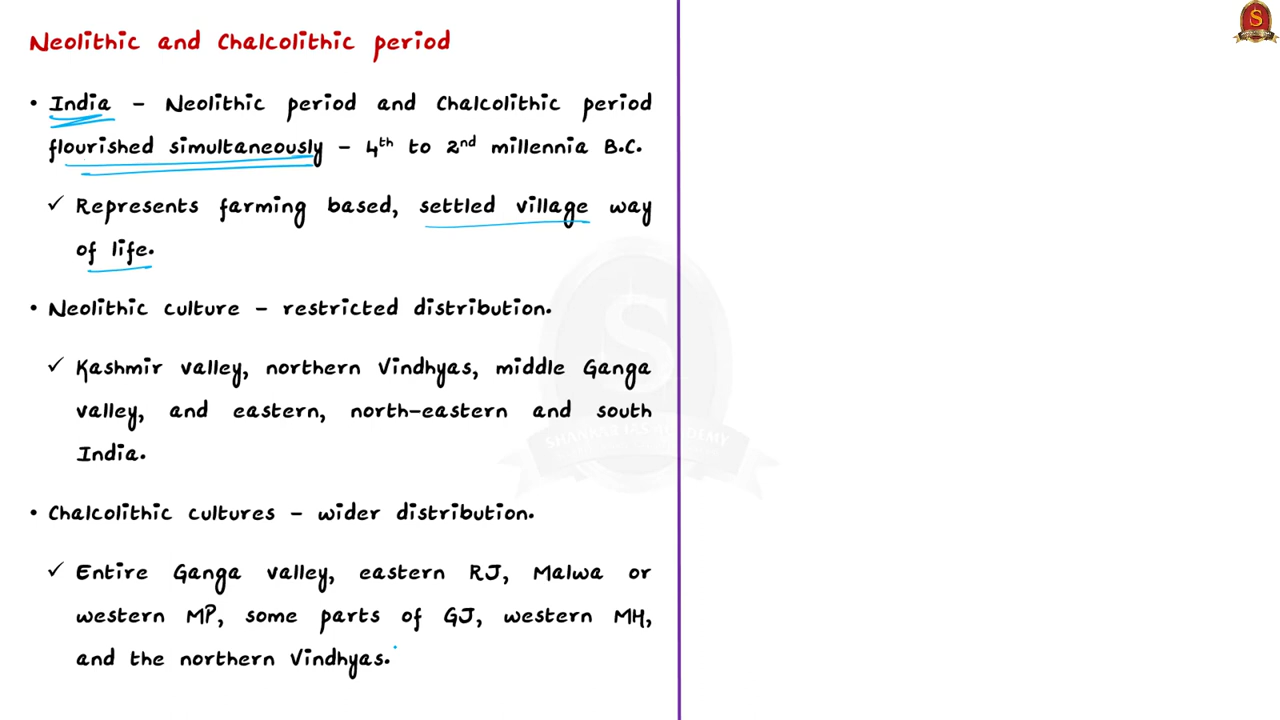 Neolithic and Chalcolithic period
• India – Neolithic period and Chalcolithic period
flourished simultaneously – 4th to 2nd millennia B.C.
✓ Represents farming based, settled village way
of life.
• Neolithic culture – restricted distribution.
✓ Kashmir valley, northern Vindhyas, middle Ganga
valley, and eastern, north-eastern and south
India.
• Chalcolithic cultures – wider distribution.
✓ Entire Ganga valley, eastern RJ, Malwa or
western MP, some parts of GJ, western MH,
and the northern Vindhyas.
S
SHANKAR IAS ACADEMY
S